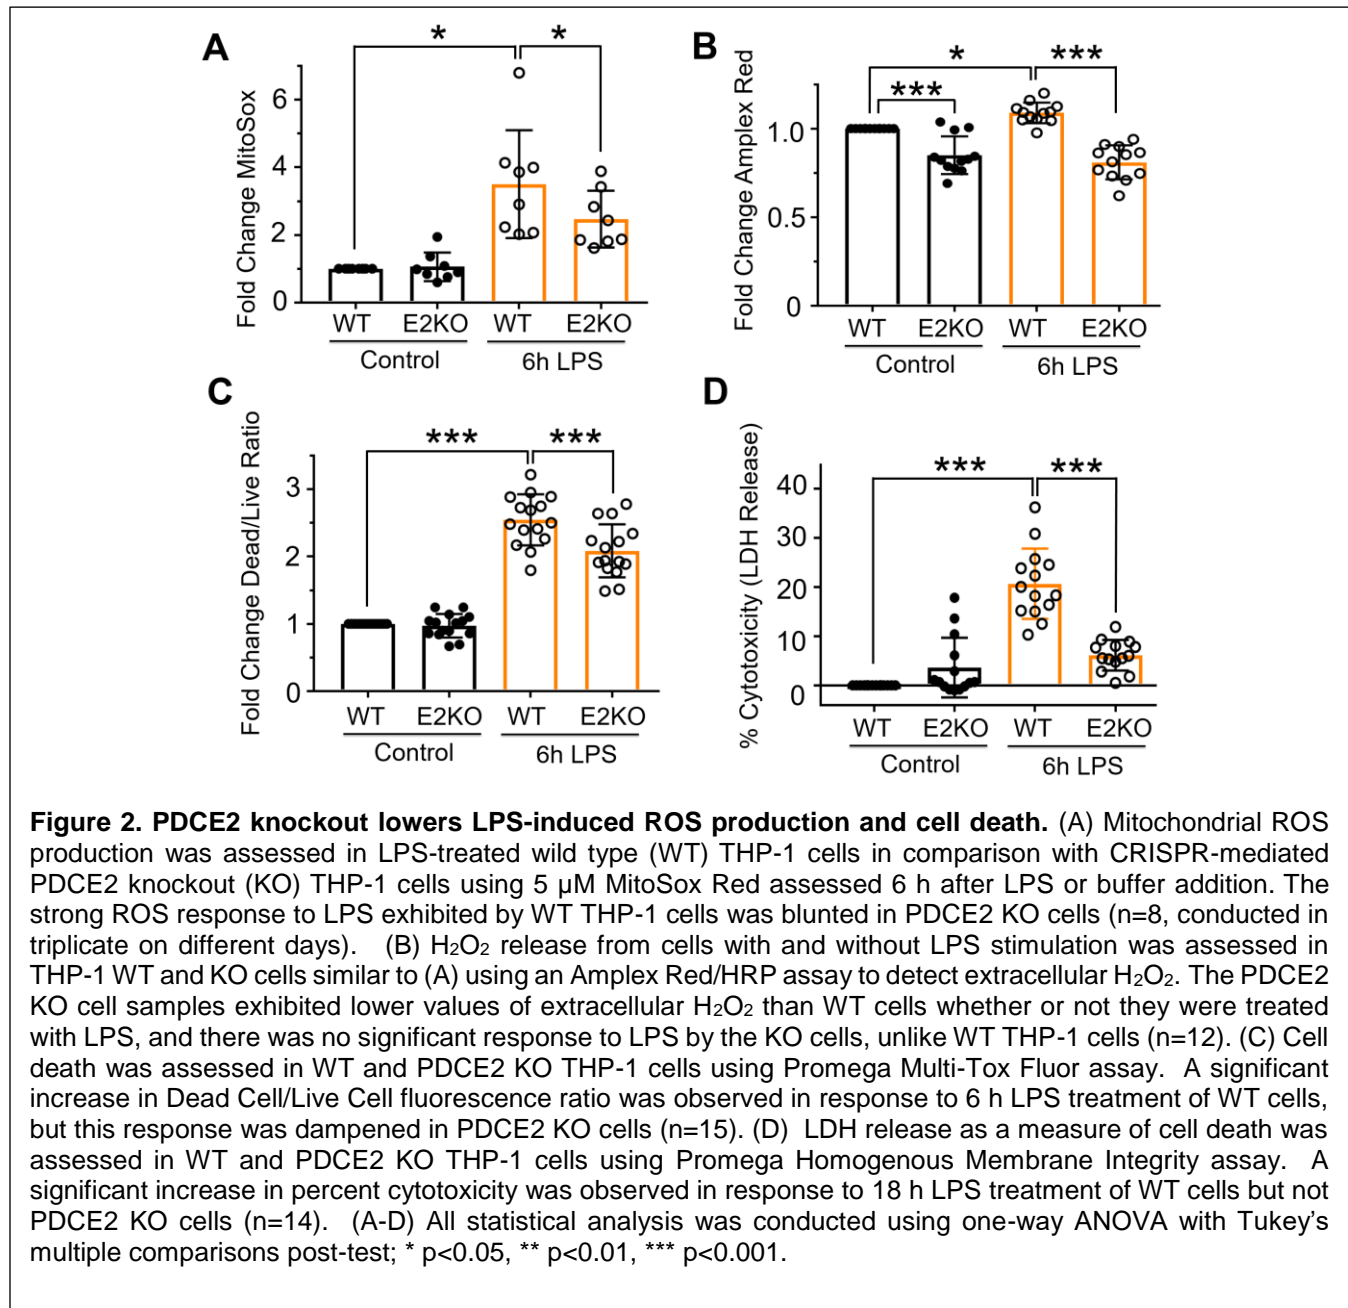 A
* *
Fold Change MitoSox
6
4
2
0
WT E2KO WT E2KO
Control 6h LPS
B
* ***
***
Fold Change Amplex Red
1.0
0.5
0
WT E2KO WT E2KO
Control 6h LPS
C
*** ***
Fold Change Dead/Live Ratio
3
2
1
0
WT E2KO WT E2KO
Control 6h LPS
D
*** ***
% Cytotoxicity (LDH Release)
40
30
20
10
0
WT E2KO WT E2KO
Control 6h LPS
Figure 2. PDCE2 knockout lowers LPS-induced ROS production and cell death. (A) Mitochondrial ROS
production was assessed in LPS-treated wild type (WT) THP-1 cells in comparison with CRISPR-mediated
PDCE2 knockout (KO) THP-1 cells using 5 µM MitoSox Red assessed 6 h after LPS or buffer addition. The
strong ROS response to LPS exhibited by WT THP-1 cells was blunted in PDCE2 KO cells (n=8, conducted in
triplicate on different days). (B) H₂O₂ release from cells with and without LPS stimulation was assessed in
THP-1 WT and KO cells similar to (A) using an Amplex Red/HRP assay to detect extracellular H₂O₂. The PDCE2
KO cell samples exhibited lower values of extracellular H₂O₂ than WT cells whether or not they were treated
with LPS, and there was no significant response to LPS by the KO cells, unlike WT THP-1 cells (n=12). (C) Cell
death was assessed in WT and PDCE2 KO THP-1 cells using Promega Multi-Tox Fluor assay. A significant
increase in Dead Cell/Live Cell fluorescence ratio was observed in response to 6 h LPS treatment of WT cells,
but this response was dampened in PDCE2 KO cells (n=15). (D) LDH release as a measure of cell death was
assessed in WT and PDCE2 KO THP-1 cells using Promega Homogenous Membrane Integrity assay. A
significant increase in percent cytotoxicity was observed in response to 18 h LPS treatment of WT cells but not
PDCE2 KO cells (n=14). (A-D) All statistical analysis was conducted using one-way ANOVA with Tukey's
multiple comparisons post-test; * p<0.05, ** p<0.01, *** p<0.001.